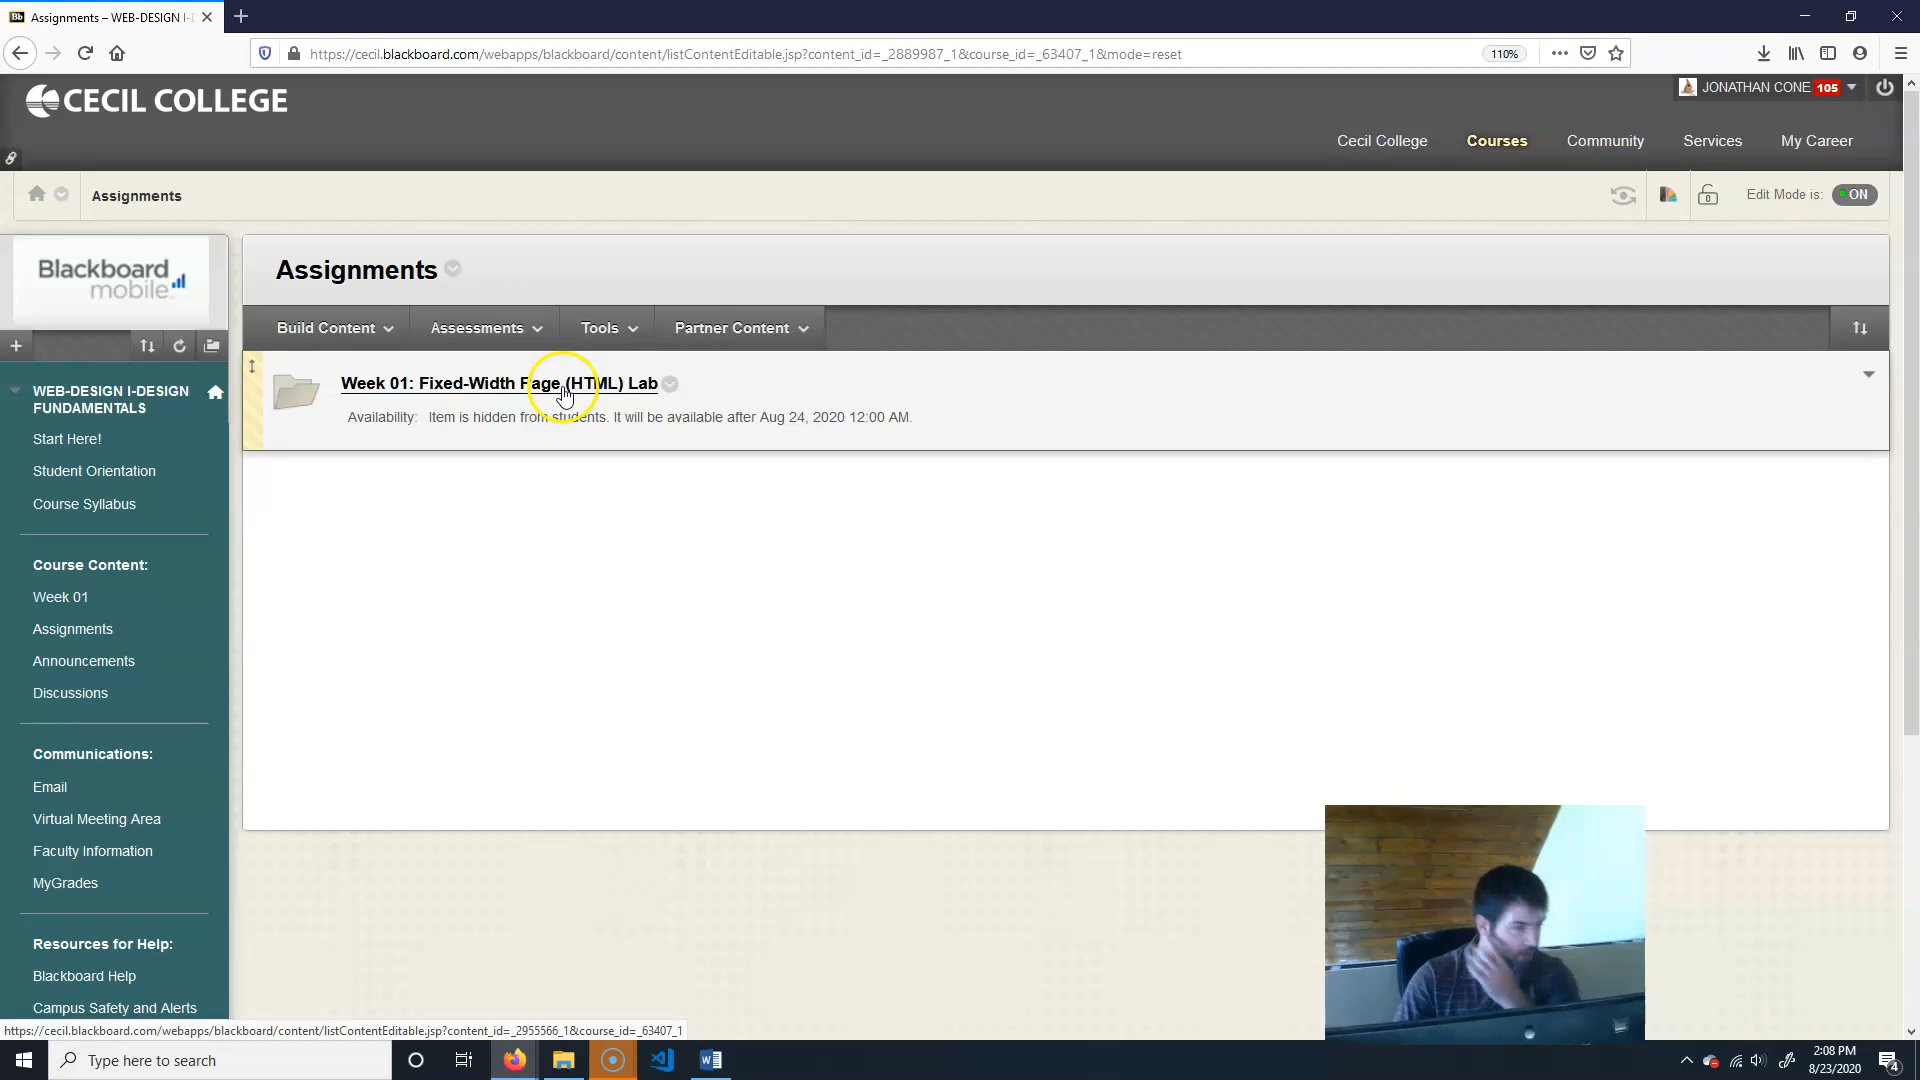 Assignments – WEB-DESIGN I-D
https://cecil.blackboard.com/webapps/blackboard/content/listContentEditable.jsp?content_id=_2889987_1&course_id=_63407_1&mode=reset
110%
CECIL COLLEGE
JONATHAN CONE 105
Cecil College
Courses
Community
Services
My Career
Assignments
Edit Mode is:
ON
Blackboard
mobile
Assignments
Build Content
Assessments
Tools
Partner Content
Week 01: Fixed-Width Page (HTML) Lab
Availability: Item is hidden from students. It will be available after Aug 24, 2020 12:00 AM.
WEB-DESIGN I-DESIGN
FUNDAMENTALS
Start Here!
Student Orientation
Course Syllabus
Course Content:
Week 01
Assignments
Announcements
Discussions
Communications:
Email
Virtual Meeting Area
Faculty Information
MyGrades
Resources for Help:
Blackboard Help
Campus Safety and Alerts
https://cecil.blackboard.com/webapps/blackboard/content/listContentEditable.jsp?content_id=_2955566_1&course_id=_63407_1
Type here to search
2:08 PM
8/23/2020
4